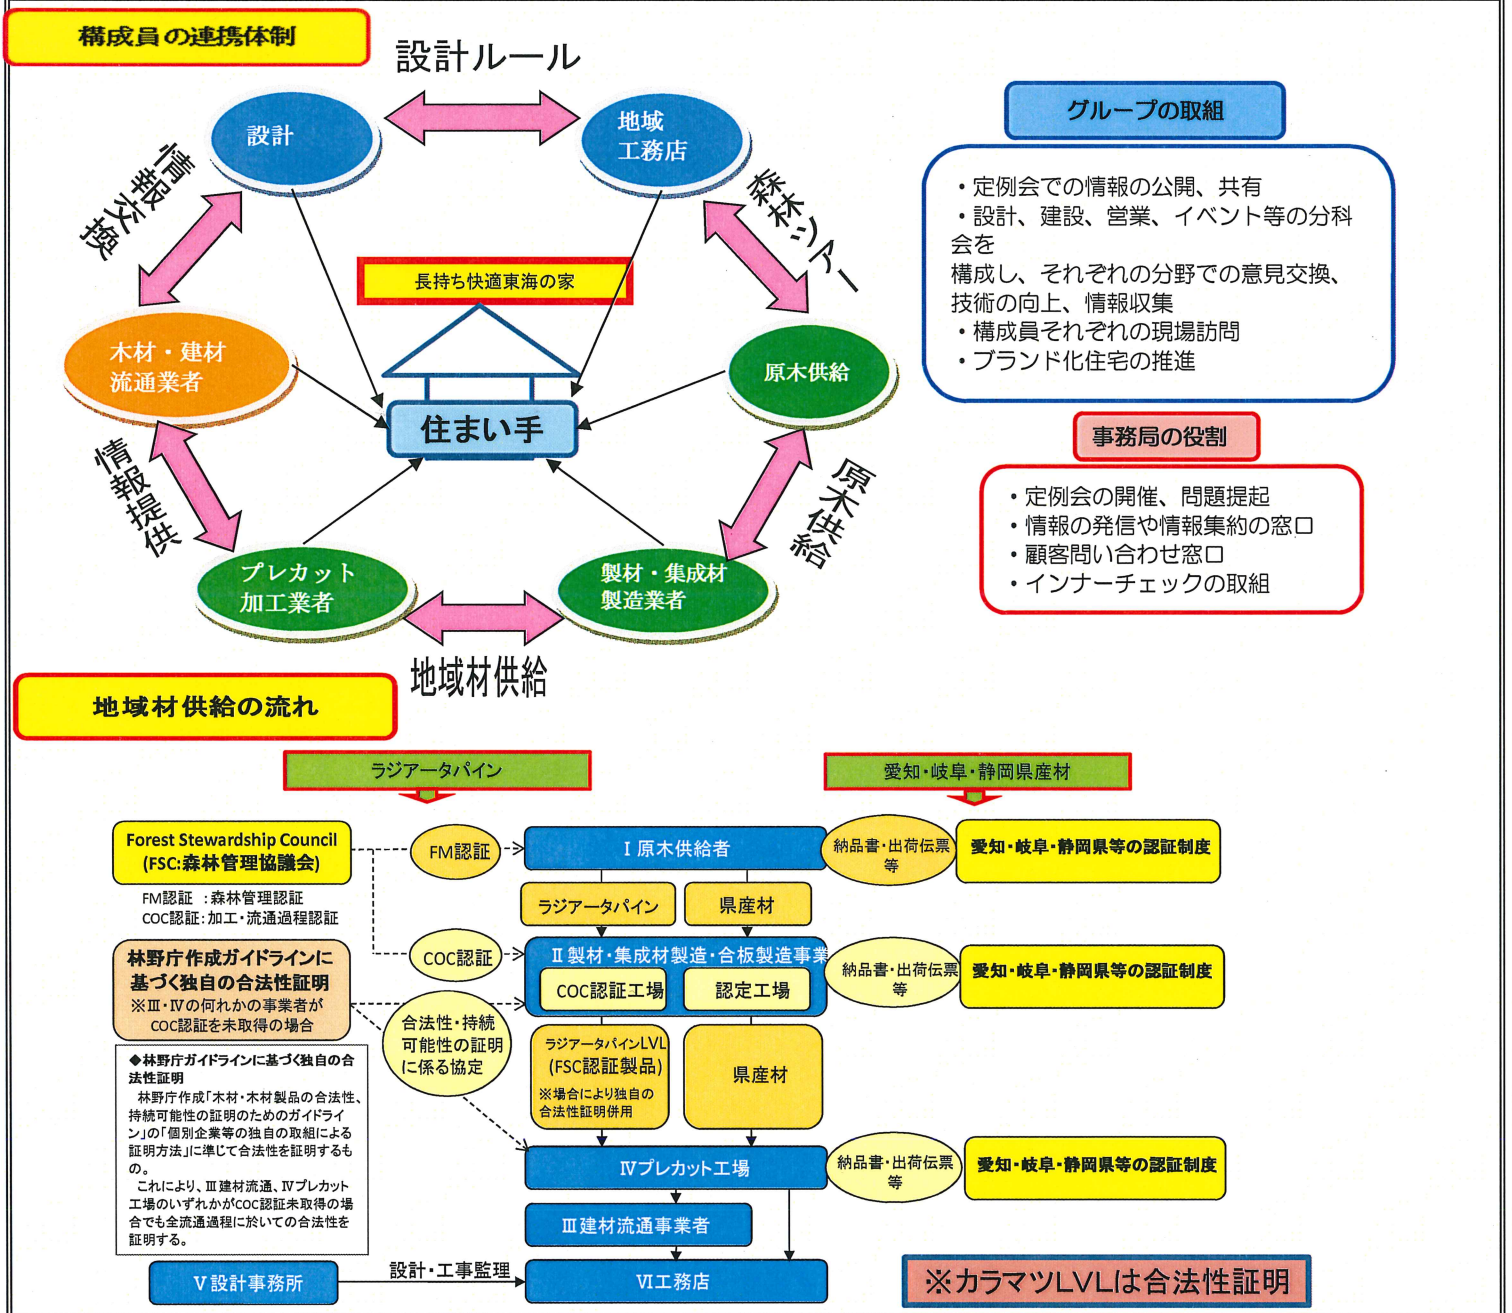 構成員の連携体制
設計ルール
設計
地域
工務店
情報交換
森林ツアー
長持ち快適東海の家
木材・建材
流通業者
原木供給
住まい手
情報提供
原木供給
プレカット
加工業者
製材・集成材
製造業者
地域材供給
グループの取組
・定例会での情報の公開、共有
・設計、建設、営業、イベント等の分科
会を
構成し、それぞれの分野での意見交換、
技術の向上、情報収集
・構成員それぞれの現場訪問
・ブランド化住宅の推進
事務局の役割
・定例会の開催、問題提起
・情報の発信や情報集約の窓口
・顧客問い合わせ窓口
・インナーチェックの取組
地域材供給の流れ
ラジアータパイン
愛知・岐阜・静岡県産材
Forest Stewardship Council
(FSC:森林管理協議会)
FM認証 :森林管理認証
COC認証:加工・流通過程認証
FM認証
Ⅰ原木供給者
納品書・出荷伝票
等
愛知・岐阜・静岡県等の認証制度
ラジアータパイン
県産材
林野庁作成ガイドラインに
基づく独自の合法性証明
※Ⅲ・Ⅳの何れかの事業者が
COC認証を未取得の場合
COC認証
Ⅱ製材・集成材製造・合板製造事業
COC認証工場
認定工場
納品書・出荷伝票
等
愛知・岐阜・静岡県等の認証制度
合法性・持続
可能性の証明
に係る協定
ラジアータパインLVL
(FSC認証製品)
※場合により独自の
合法性証明併用
県産材
◆林野庁ガイドラインに基づく独自の合
法性証明
林野庁作成「木材・木材製品の合法性、
持続可能性の証明のためのガイドライ
ン」の「個別企業等の独自の取組による
証明方法」に準じて合法性を証明するも
の。
これにより、Ⅲ建材流通、Ⅳプレカット
工場のいずれかがCOC認証未取得の場
合でも全流通過程に於いての合法性を
証明する。
Ⅳプレカット工場
納品書・出荷伝票
等
愛知・岐阜・静岡県等の認証制度
Ⅲ建材流通事業者
Ⅴ設計事務所
設計・工事監理
Ⅵ工務店
※カラマツLVLは合法性証明